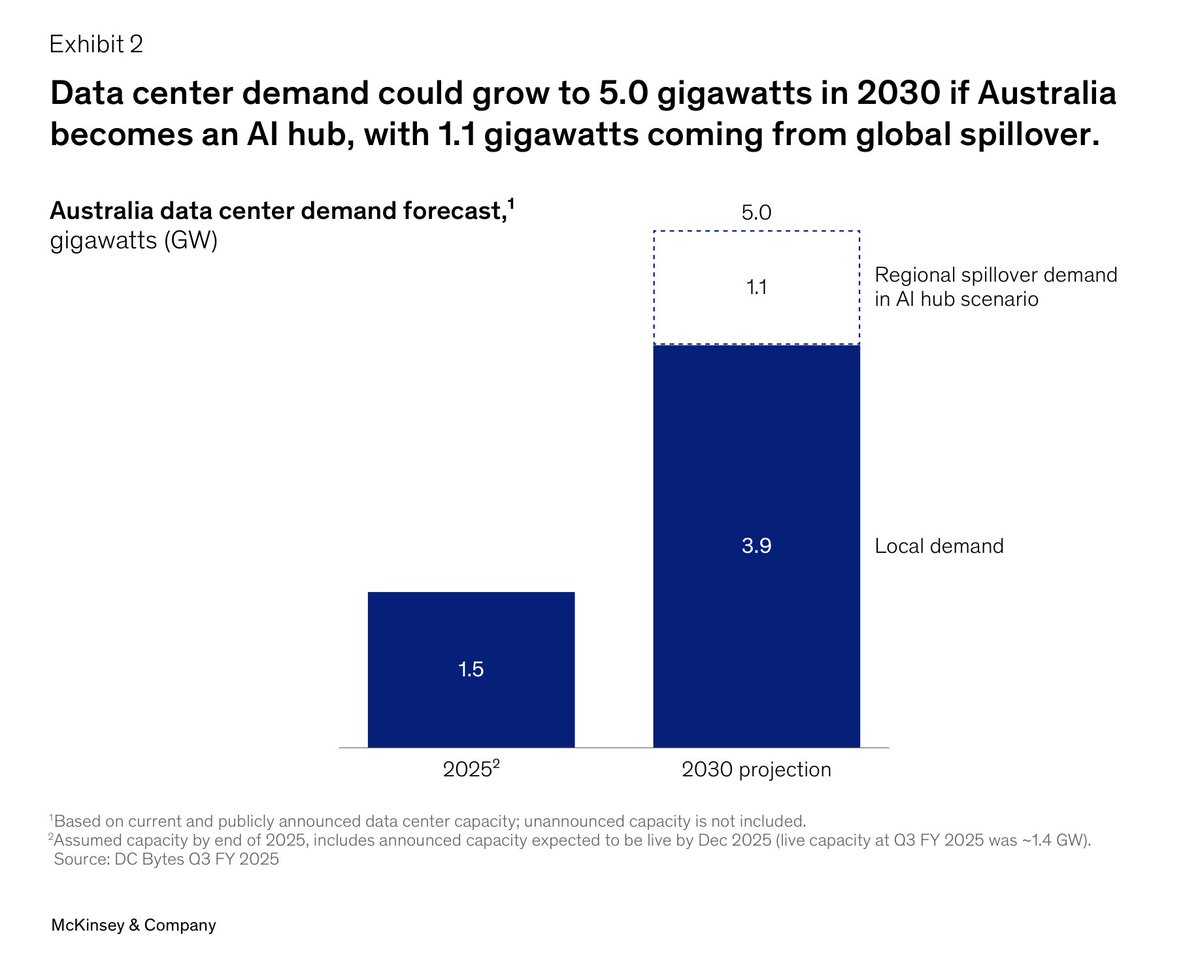 Exhibit 2
Data center demand could grow to 5.0 gigawatts in 2030 if Australia
becomes an AI hub, with 1.1 gigawatts coming from global spillover.
Australia data center demand forecast,¹
gigawatts (GW)
5.0
1.1
Regional spillover demand
in AI hub scenario
3.9
Local demand
1.5
2025²
2030 projection
¹Based on current and publicly announced data center capacity; unannounced capacity is not included.
²Assumed capacity by end of 2025, includes announced capacity expected to be live by Dec 2025 (live capacity at Q3 FY 2025 was ~1.4 GW).
Source: DC Bytes Q3 FY 2025
McKinsey & Company